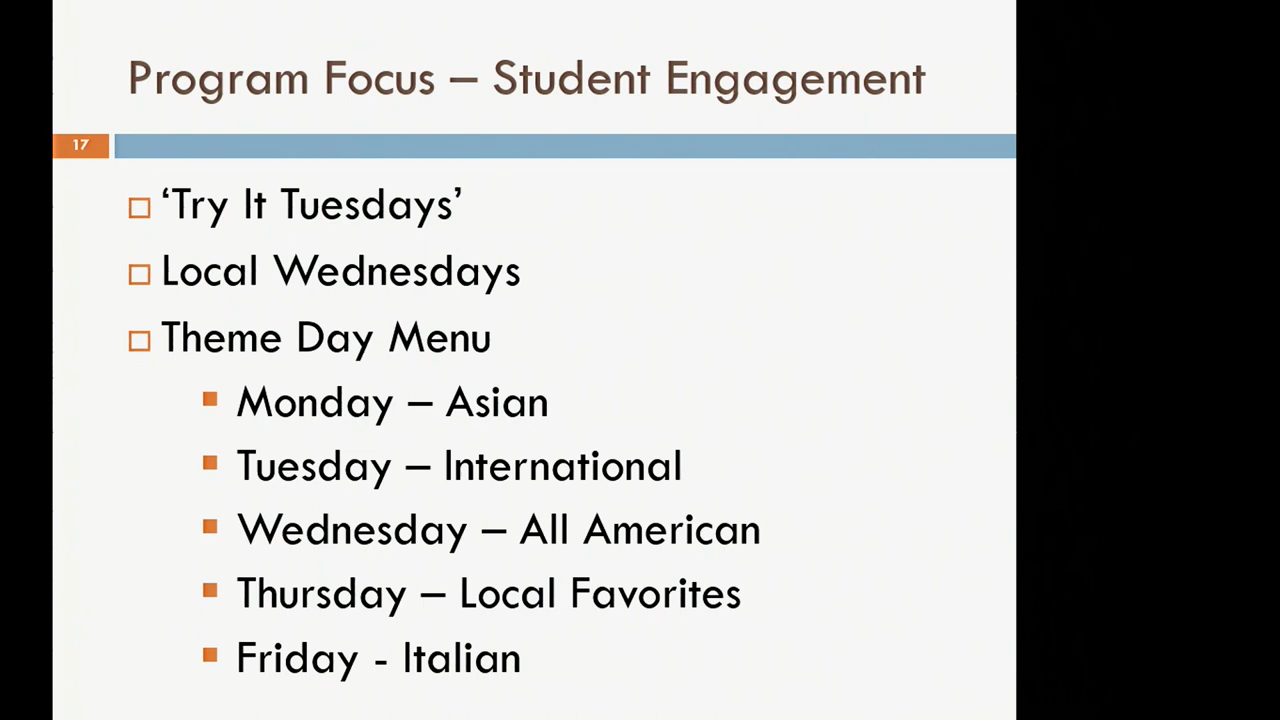 Program Focus – Student Engagement
17
‘Try It Tuesdays’
Local Wednesdays
Theme Day Menu
Monday – Asian
Tuesday – International
Wednesday – All American
Thursday – Local Favorites
Friday - Italian